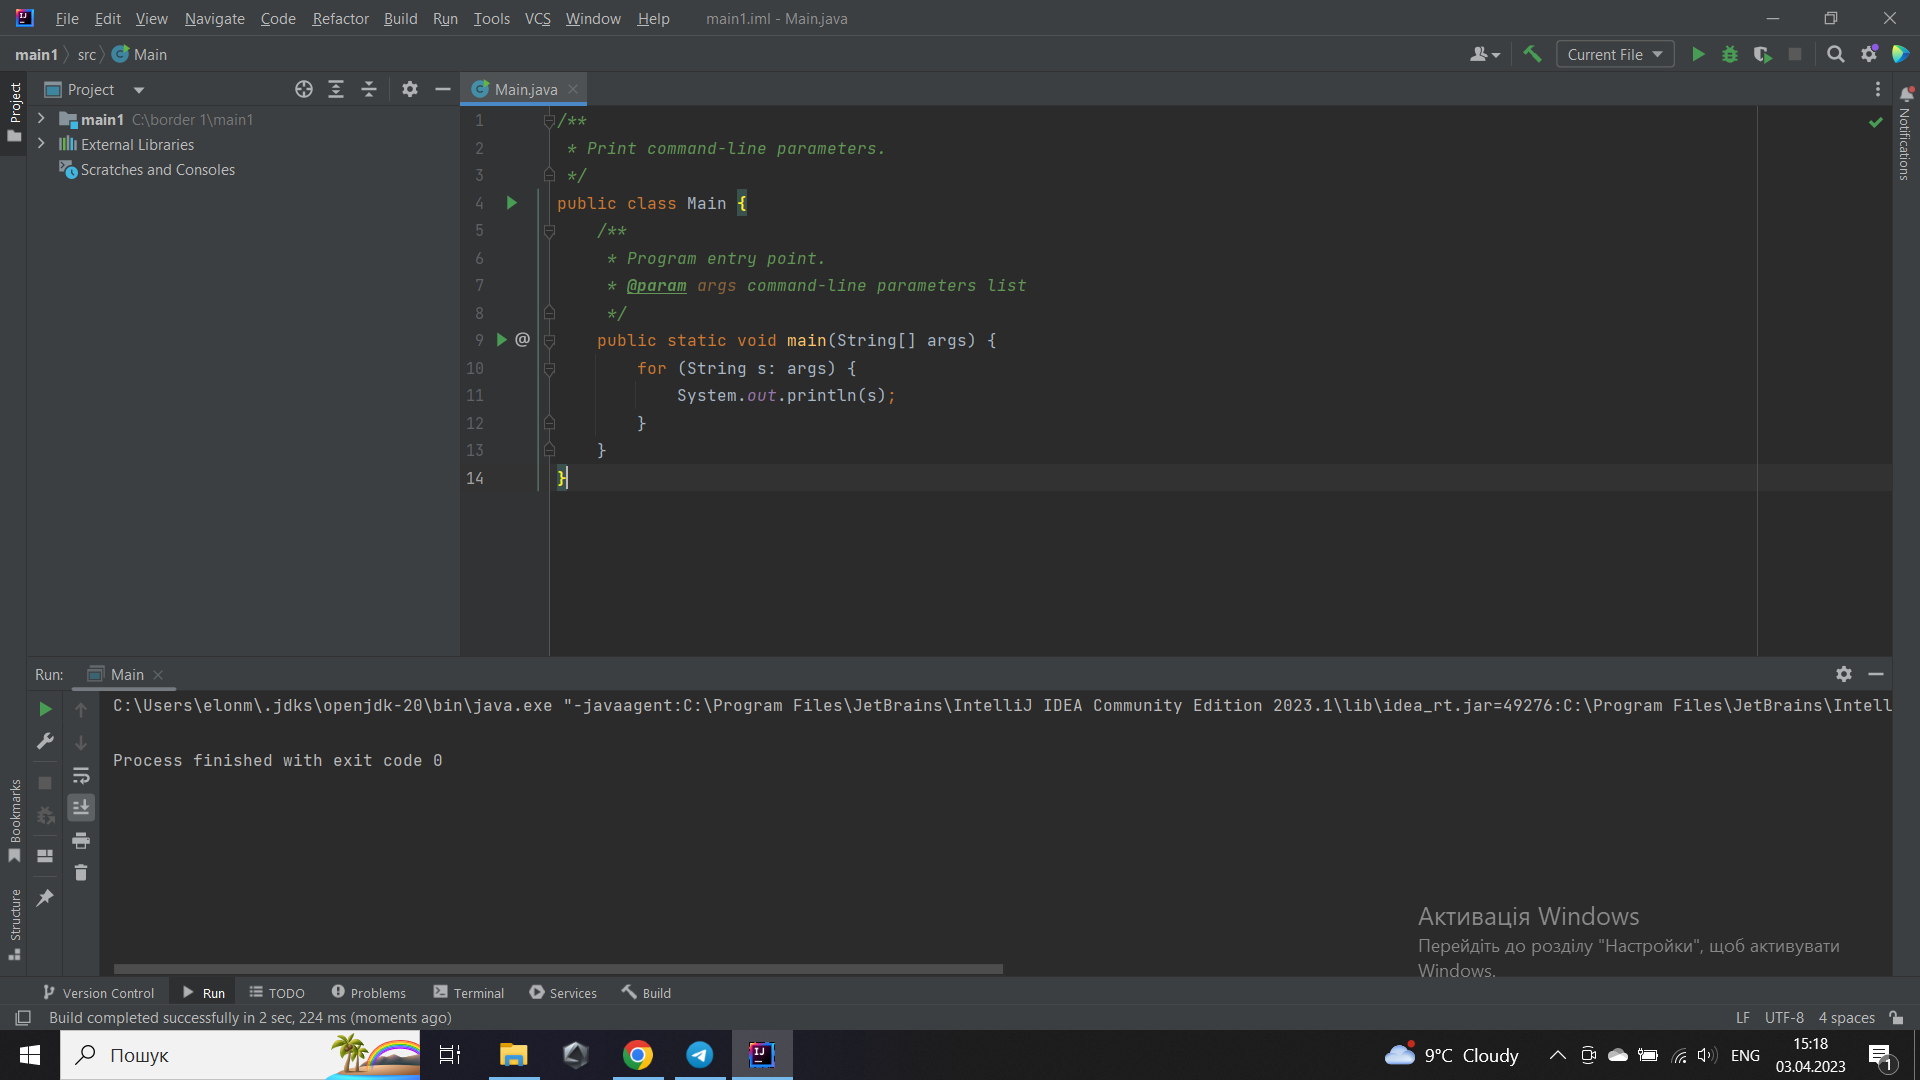 File Edit View Navigate Code Refactor Build Run Tools VCS Window Help main1.iml - Main.java
main1 src Main
Current File
Project
Project
Main.java
main1 C:\border 1\main1
External Libraries
Scratches and Consoles
1 /**
2 * Print command-line parameters.
3 */
4 public class Main {
5 /**
6 * Program entry point.
7 * @param args command-line parameters list
8 */
9 @ public static void main(String[] args) {
10 for (String s: args) {
11 System.out.println(s);
12 }
13 }
14 }
Notifications
Run: Main
C:\Users\elonm\.jdks\openjdk-20\bin\java.exe "-javaagent:C:\Program Files\JetBrains\IntelliJ IDEA Community Edition 2023.1\lib\idea_rt.jar=49276:C:\Program Files\JetBrains\Intell
Process finished with exit code 0
Bookmarks
Structure
Активація Windows
Перейдіть до розділу "Настройки", щоб активувати
Windows.
Version Control Run TODO Problems Terminal Services Build
Build completed successfully in 2 sec, 224 ms (moments ago)
LF UTF-8 4 spaces
Пошук
9°C Cloudy
ENG
15:18
03.04.2023
1